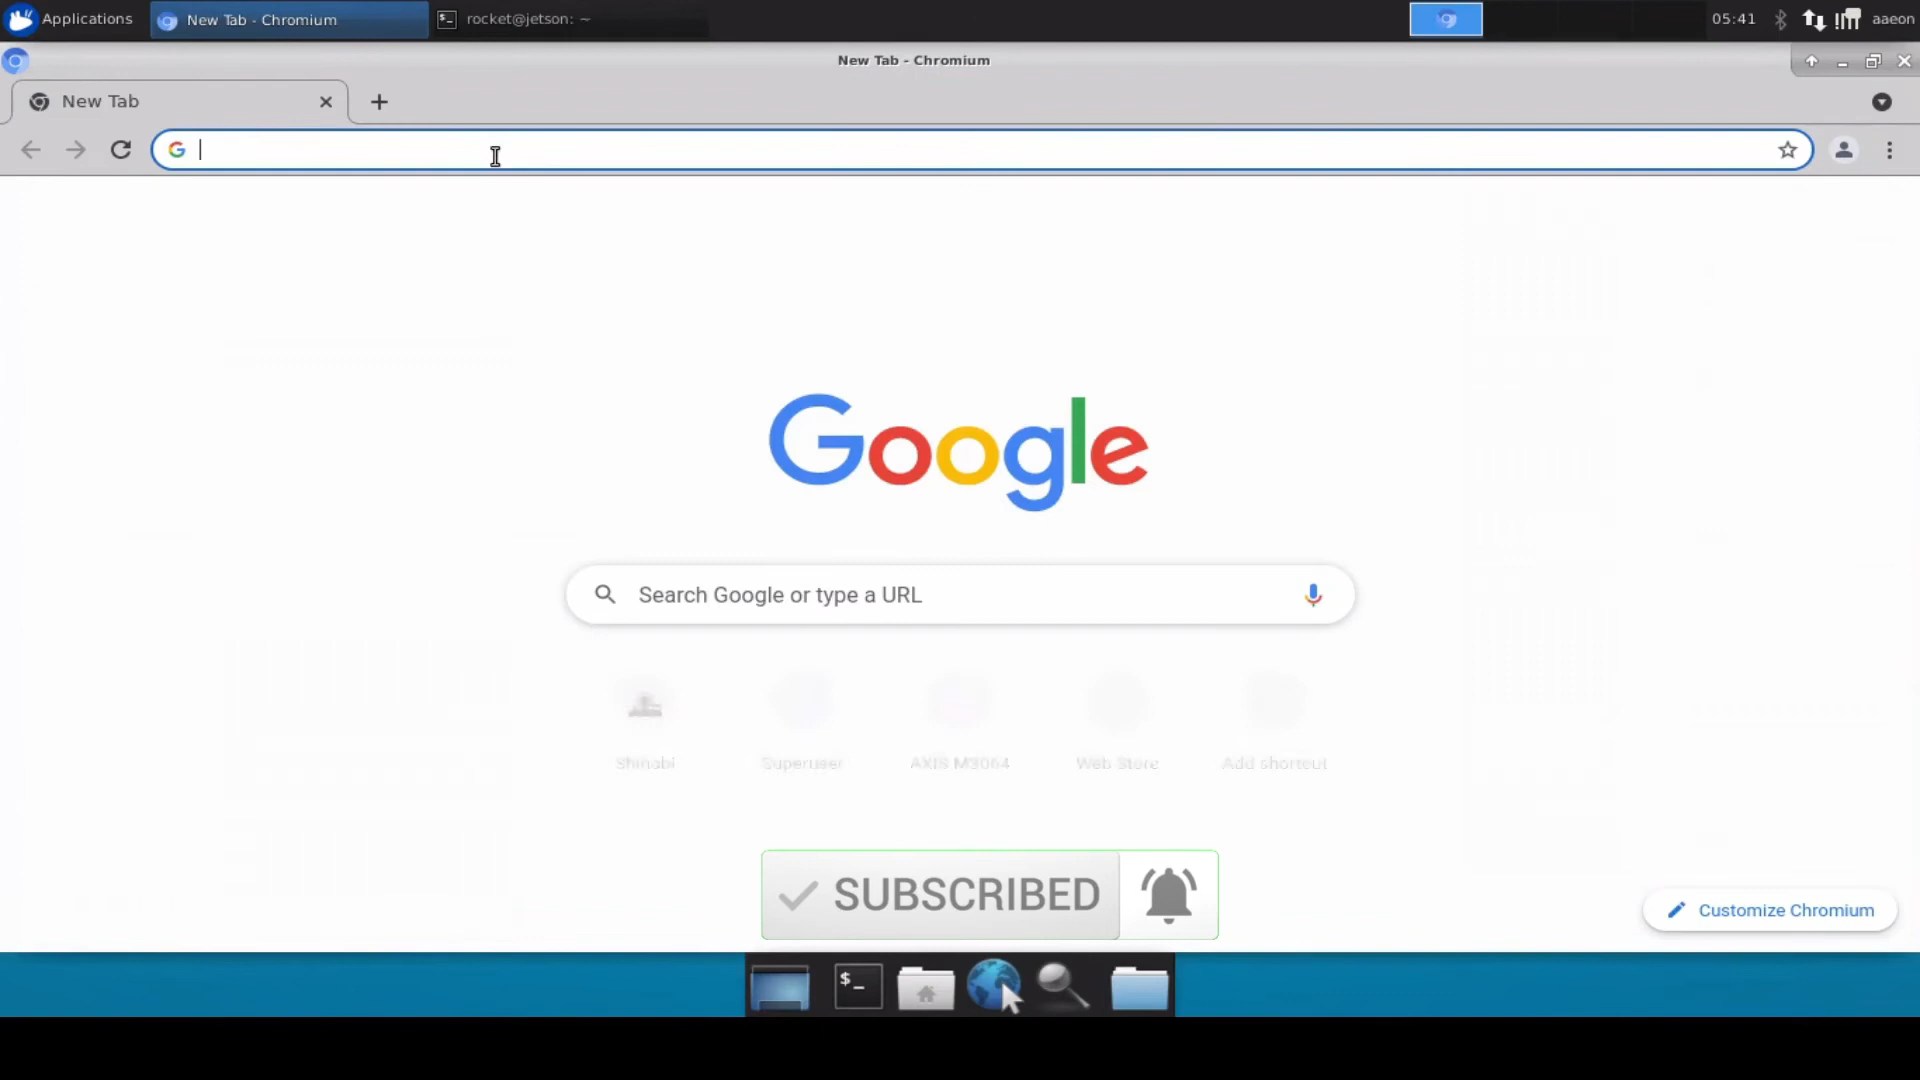 Applications
New Tab - Chromium
rocket@jetson: ~
05:41
aaeon
New Tab - Chromium
New Tab
Google
Search Google or type a URL
Shinobi
Superuser
AXIS M3064
Web Store
Add shortcut
SUBSCRIBED
Customize Chromium
$_